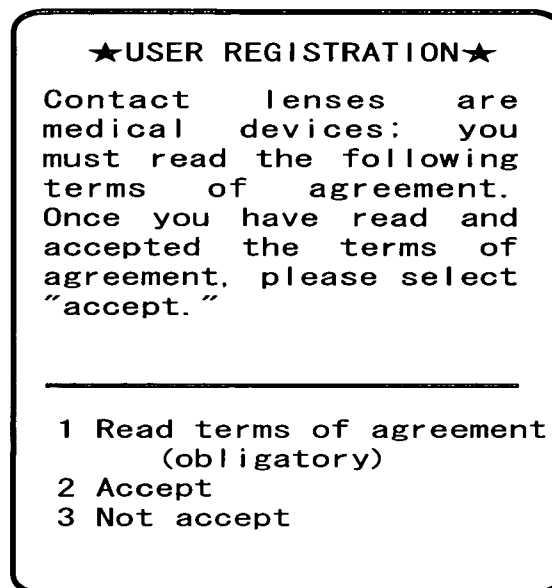 ★USER REGISTRATION★
Contact lenses are
medical devices; you
must read the following
terms of agreement.
Once you have read and
accepted the terms of
agreement, please select
"accept."
1 Read terms of agreement
(obligatory)
2 Accept
3 Not accept